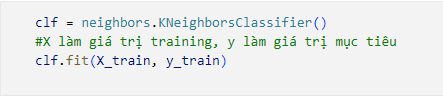 clf = neighbors.KNeighborsClassifier()
#X làm giá trị training, y làm giá trị mục tiêu
clf.fit(X_train, y_train)